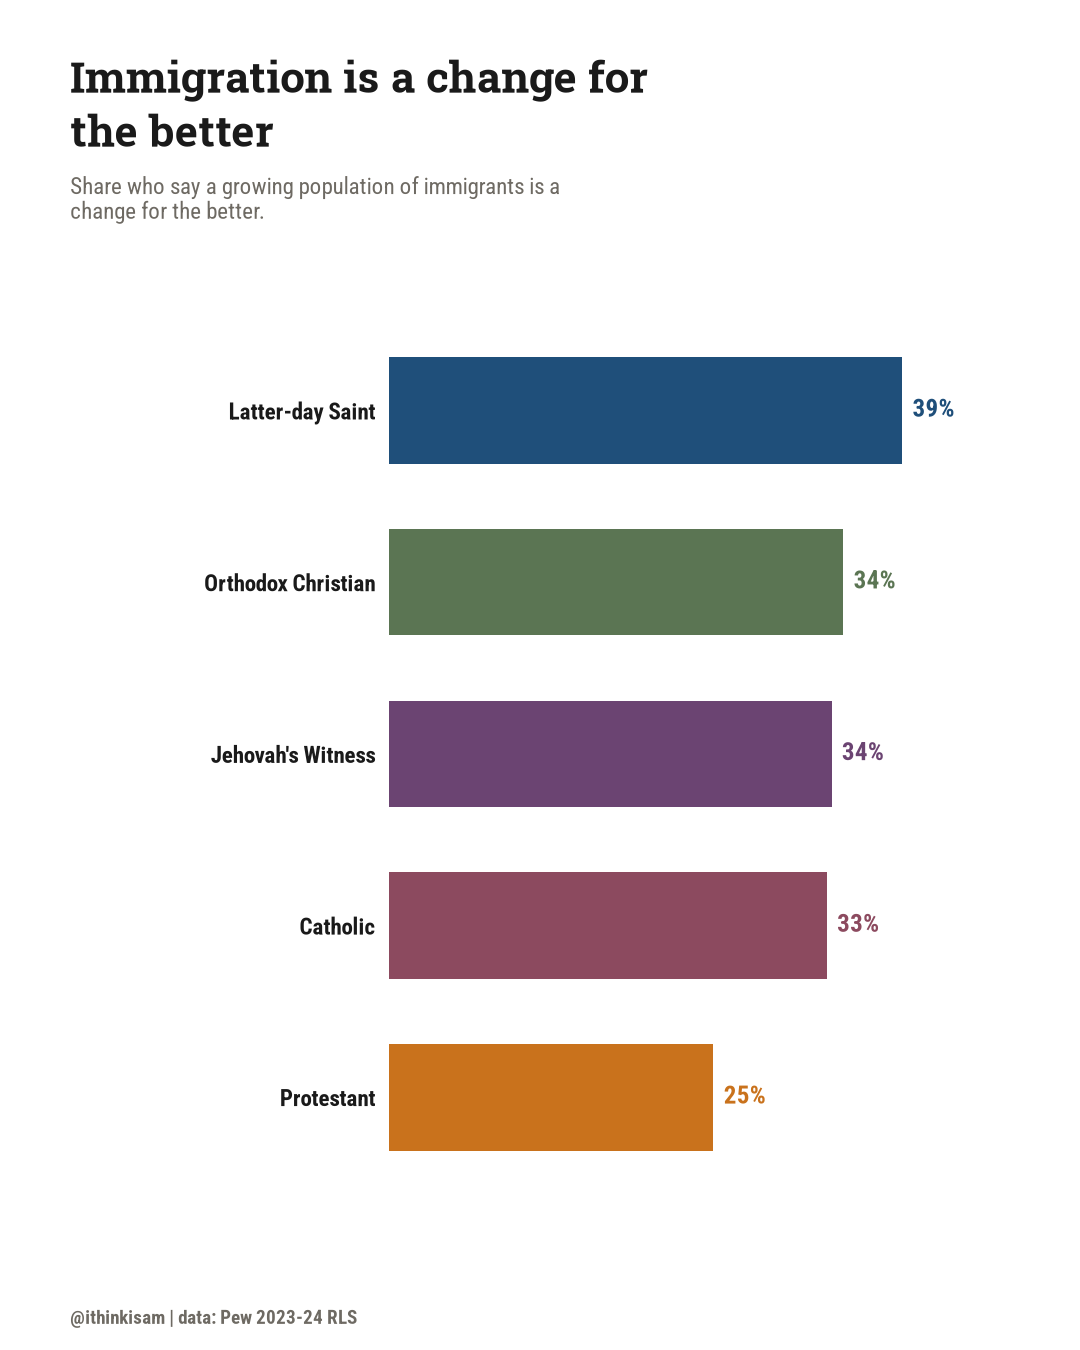 Immigration is a change for
the better
Share who say a growing population of immigrants is a
change for the better.
Latter-day Saint 39%
Orthodox Christian 34%
Jehovah's Witness 34%
Catholic 33%
Protestant 25%
@ithinkisam | data: Pew 2023-24 RLS